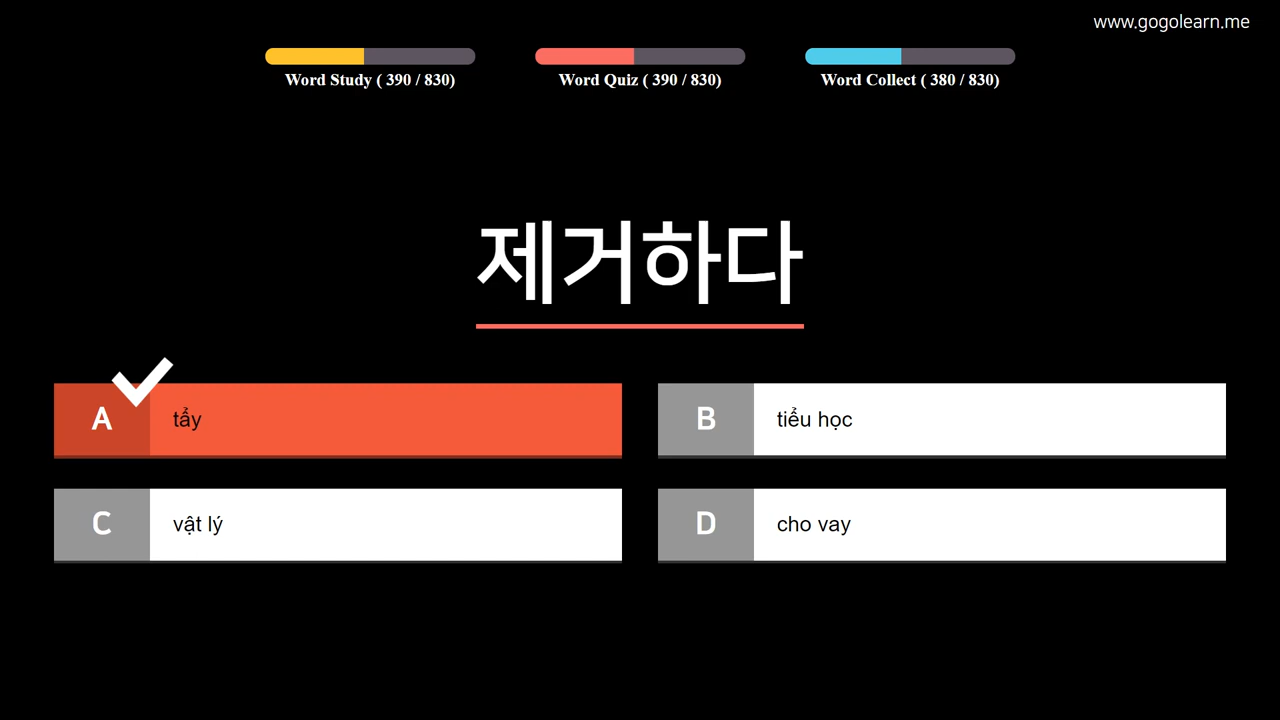 www.gogolearn.me
Word Study ( 390 / 830)
Word Quiz ( 390 / 830)
Word Collect ( 380 / 830)
제거하다
A tẩy
B tiểu học
C vật lý
D cho vay